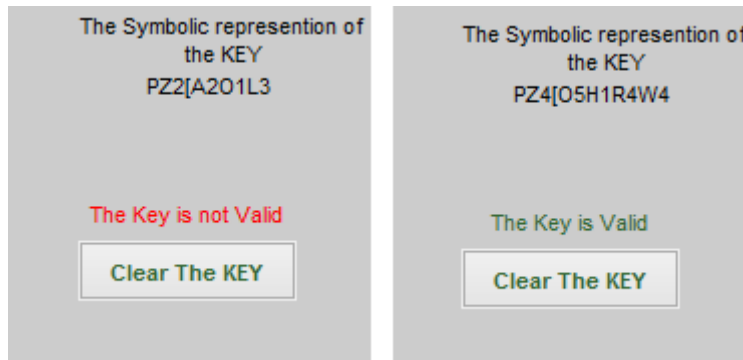 The Symbolic represention of
the KEY
PZ2[A2O1L3
The Key is not Valid
Clear The KEY
The Symbolic represention of
the KEY
PZ4[O5H1R4W4
The Key is Valid
Clear The KEY